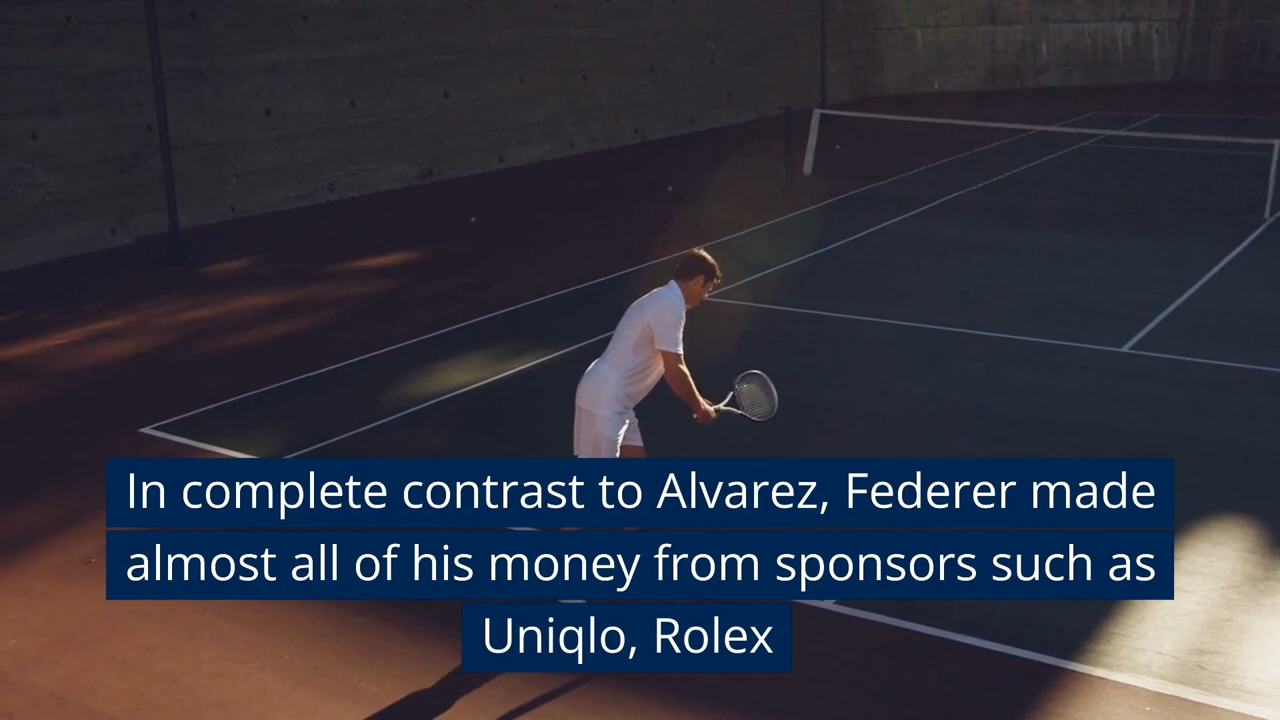 In complete contrast to Alvarez, Federer made
almost all of his money from sponsors such as
Uniqlo, Rolex